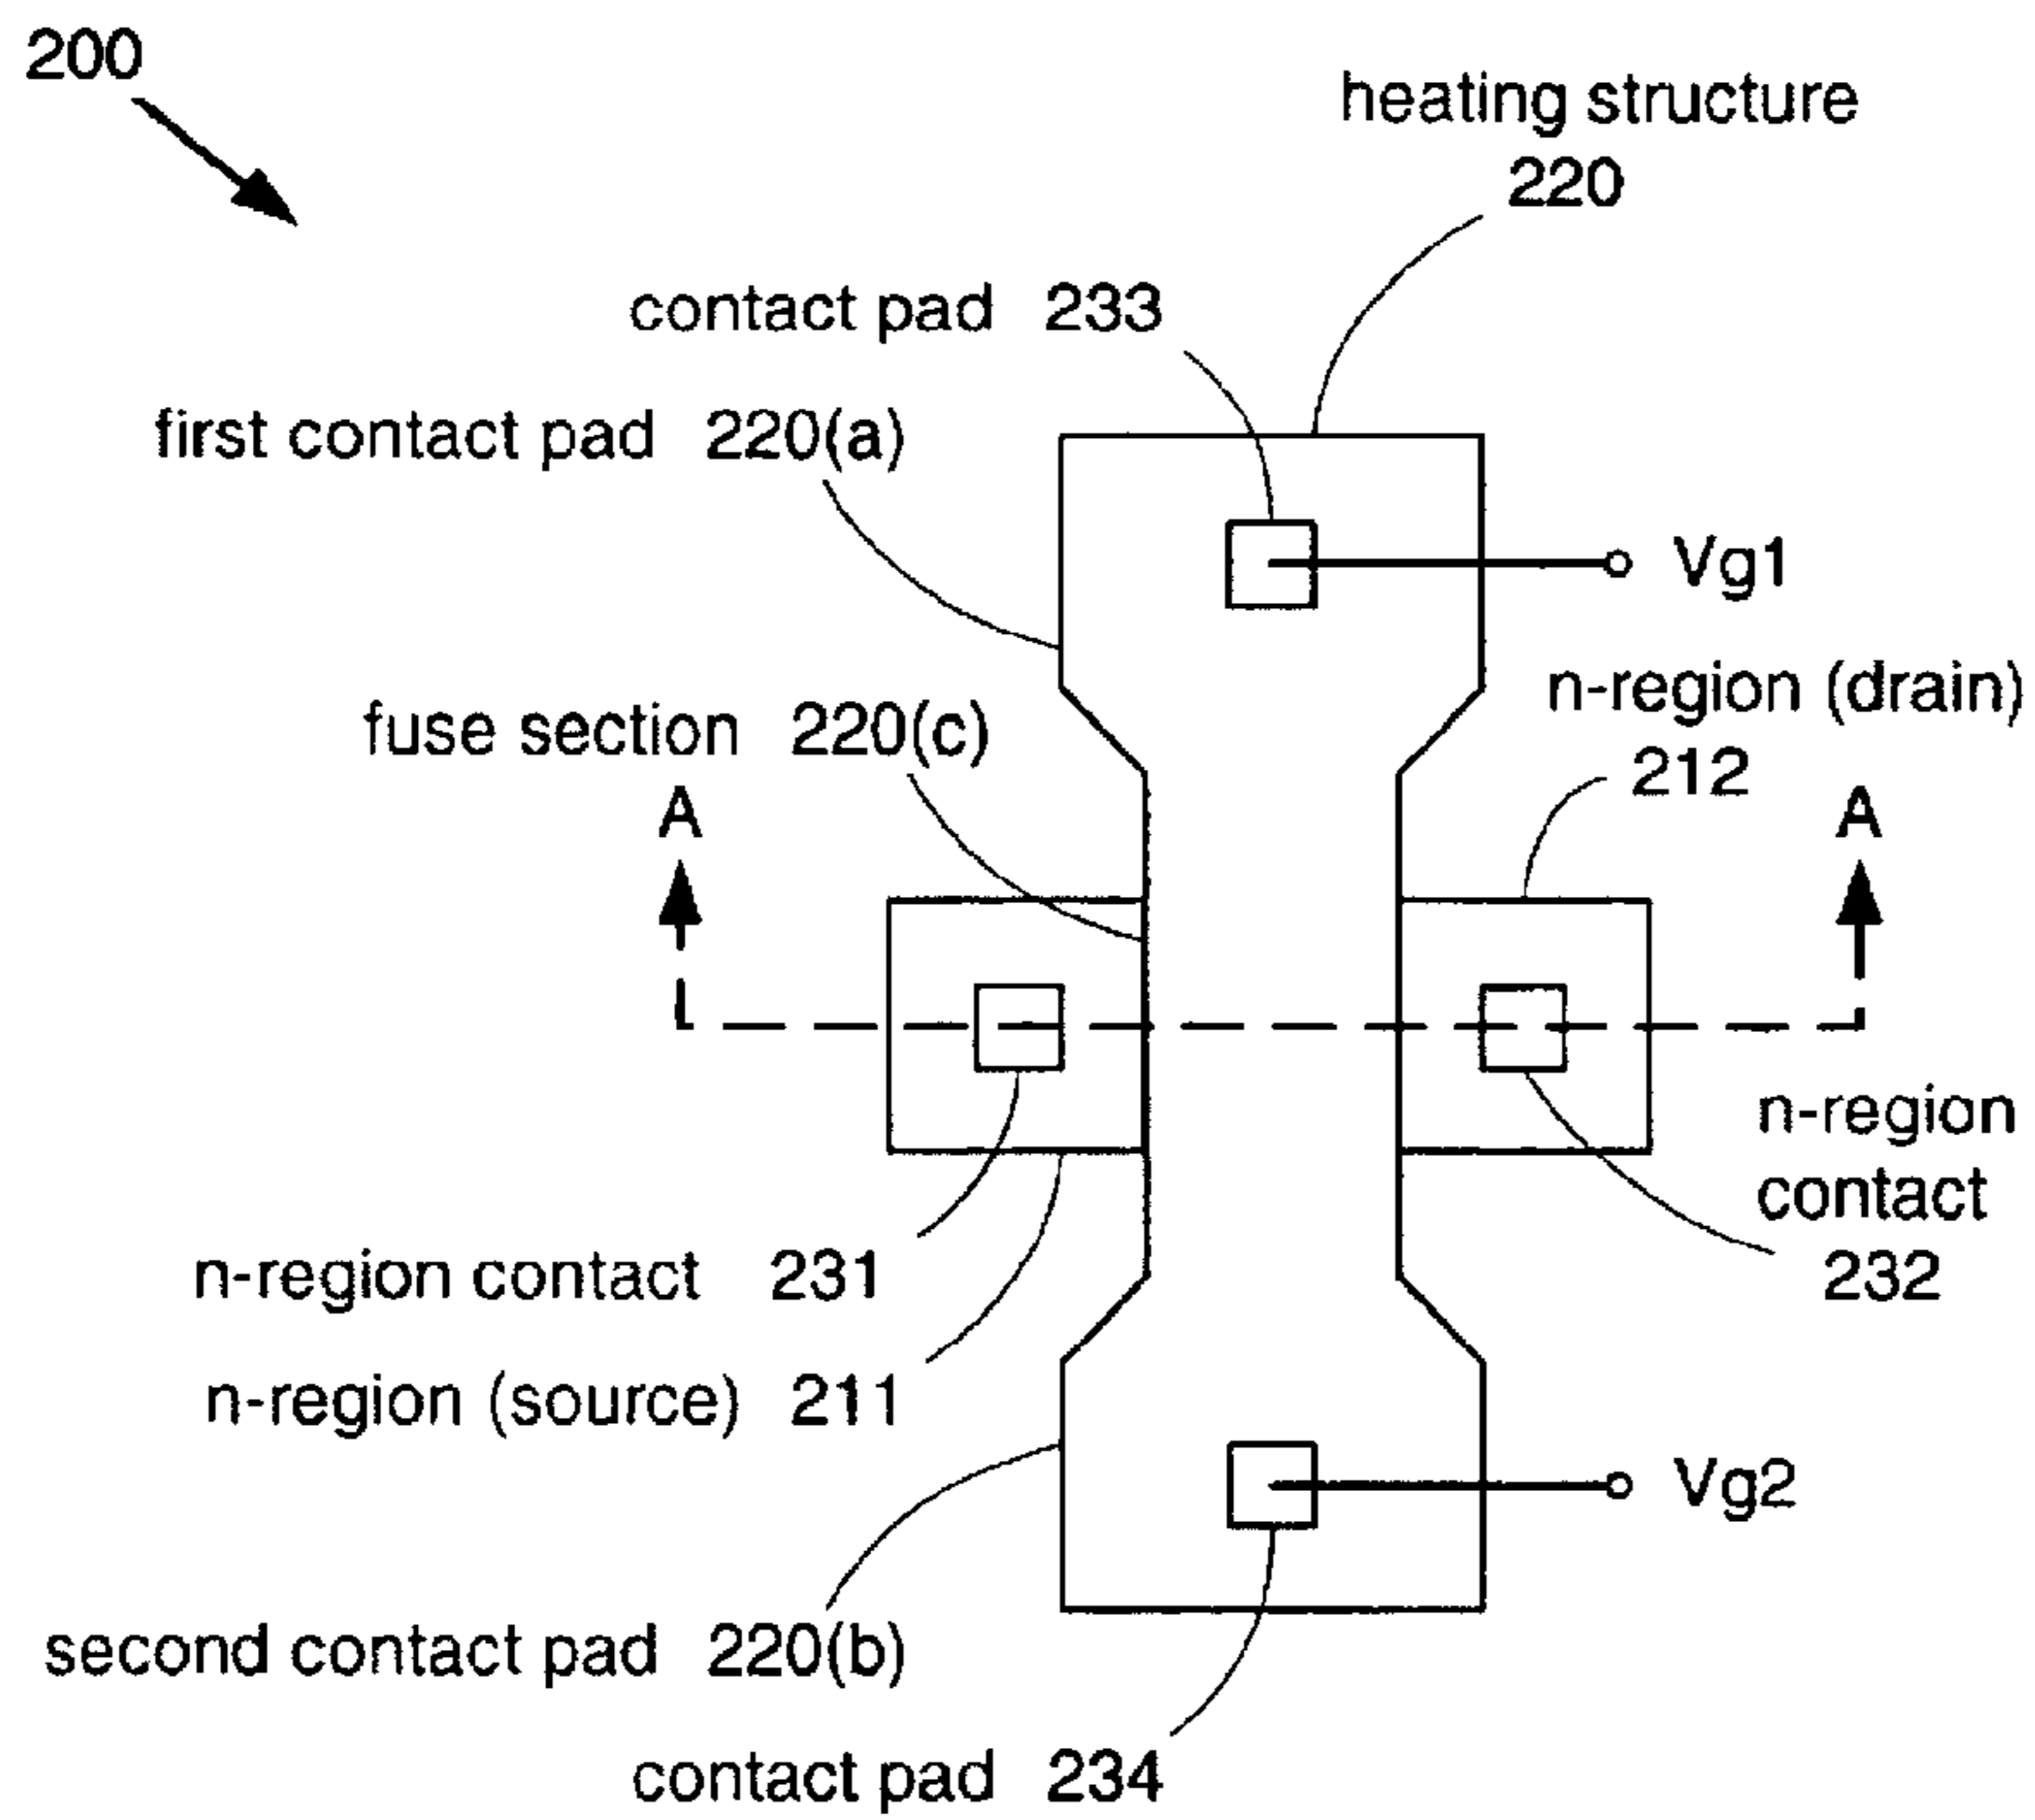 200
heating structure
220
contact pad 233
first contact pad 220(a)
Vg1
n-region (drain)
212
fuse section 220(c)
A
A
n-region
contact
232
n-region contact 231
n-region (source) 211
Vg2
second contact pad 220(b)
contact pad 234